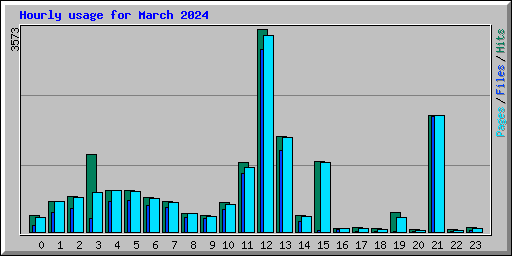 Hourly usage for March 2024
3573
Pages/Files/Hits
0 1 2 3 4 5 6 7 8 9 10 11 12 13 14 15 16 17 18 19 20 21 22 23